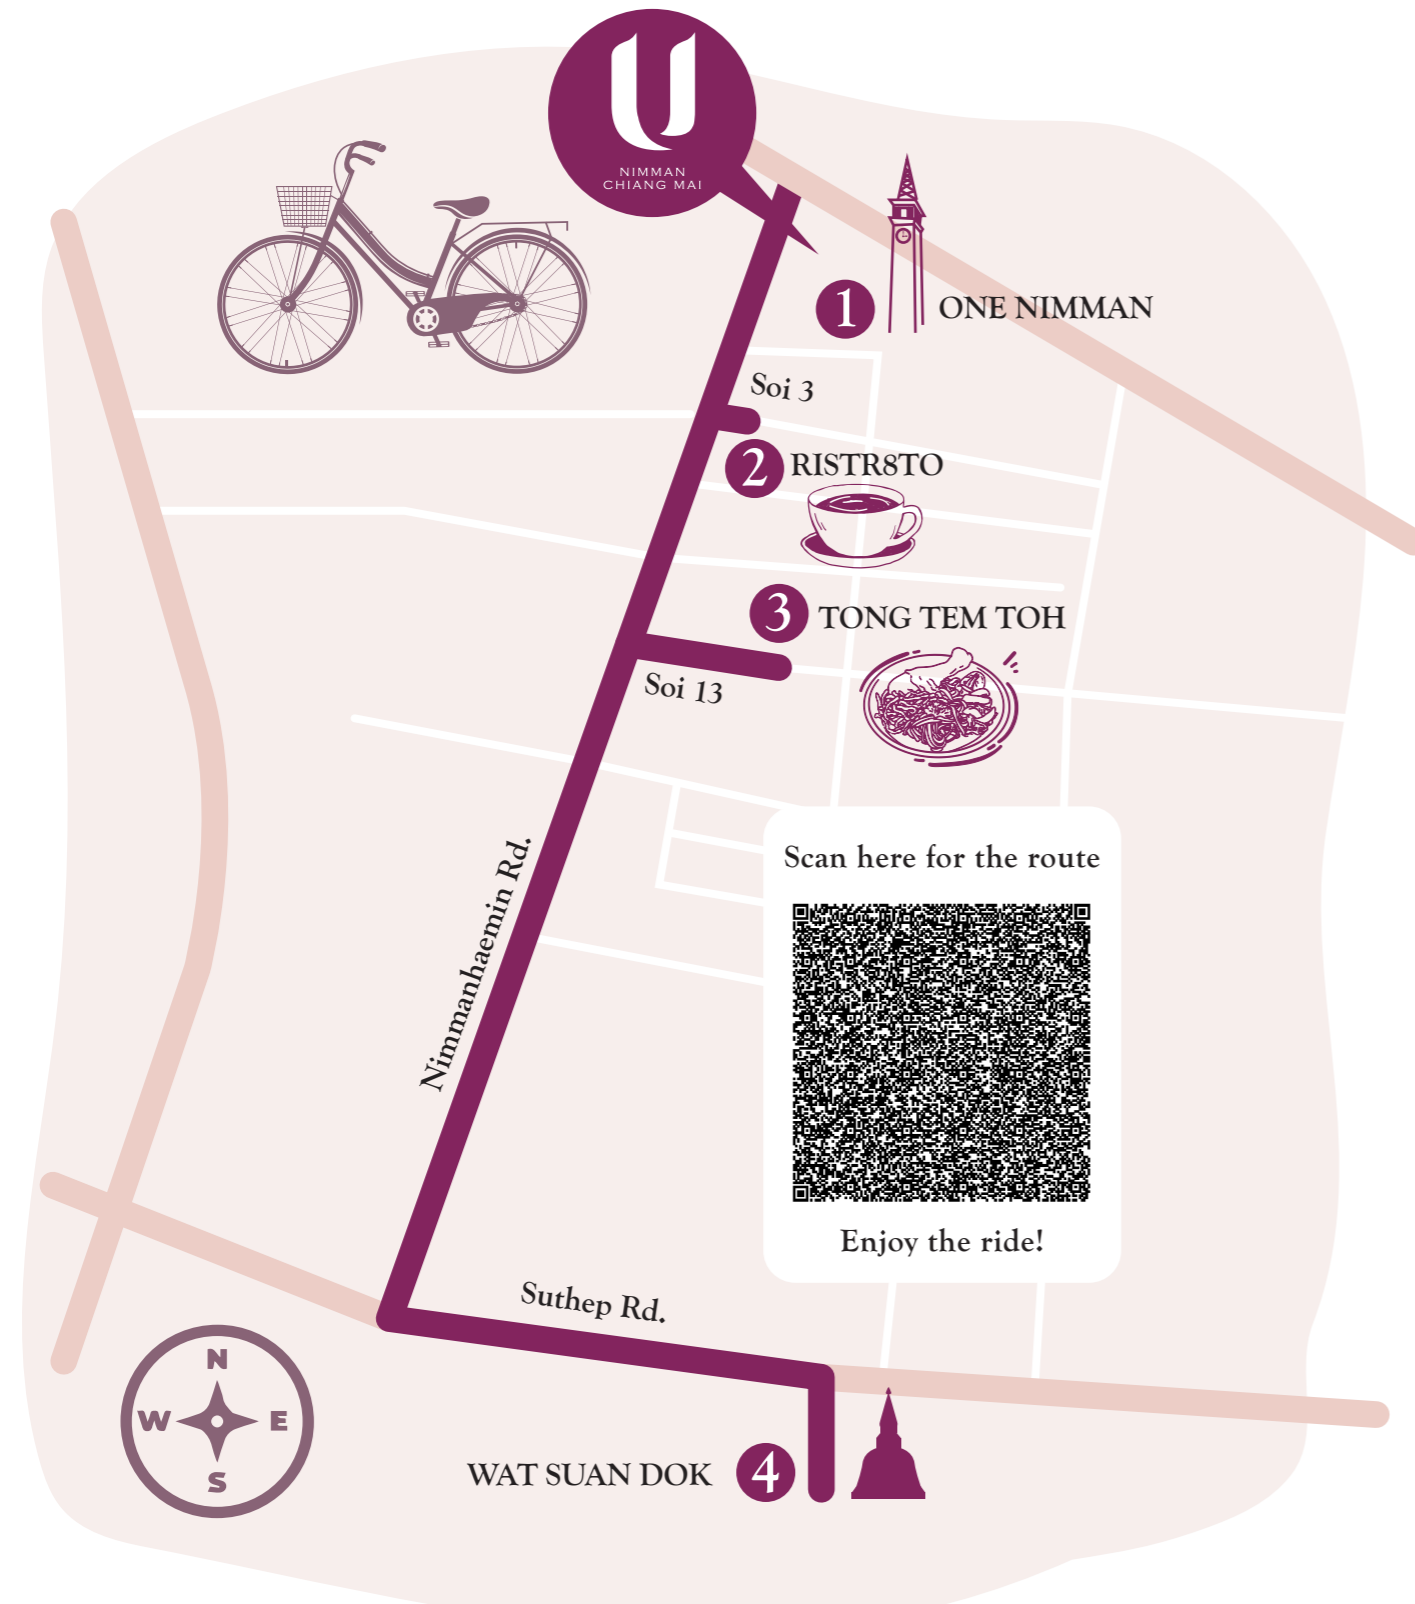 U
NIMMAN
CHIANG MAI
1 ONE NIMMAN
Soi 3
2 RISTR8TO
3 TONG TEM TOH
Soi 13
Nimmanhaemin Rd.
Scan here for the route
Enjoy the ride!
Suthep Rd.
N
W E
S
WAT SUAN DOK 4